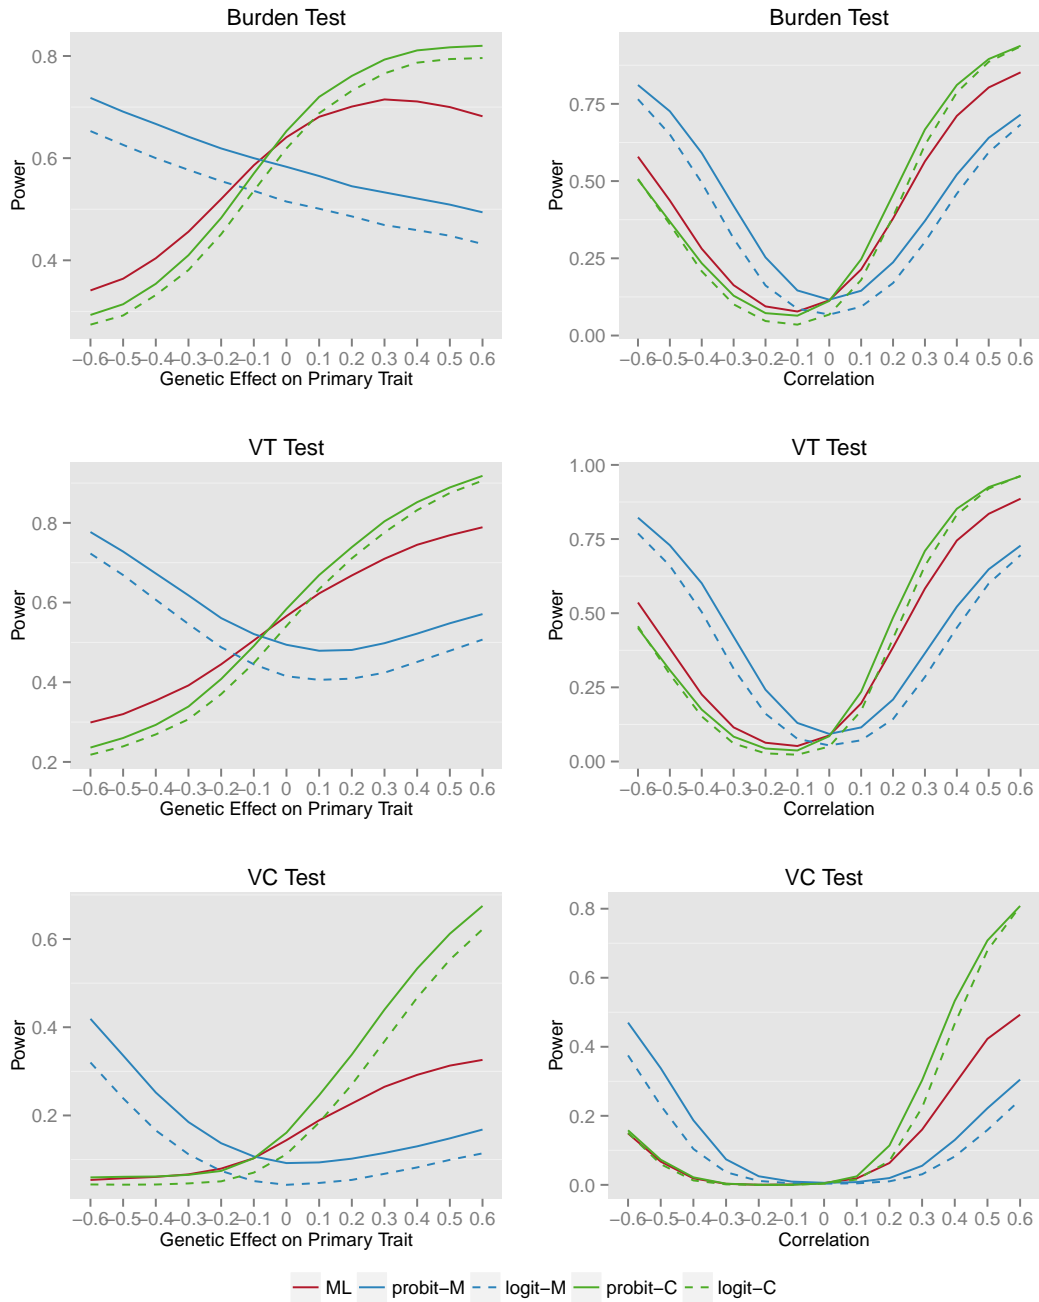 Burden Test
Power
0.8
0.6
0.4
−0.6 −0.5 −0.4 −0.3 −0.2 −0.1 0 0.1 0.2 0.3 0.4 0.5 0.6
Genetic Effect on Primary Trait
Burden Test
Power
0.75
0.50
0.25
0.00
−0.6 −0.5 −0.4 −0.3 −0.2 −0.1 0 0.1 0.2 0.3 0.4 0.5 0.6
Correlation
VT Test
Power
0.8
0.6
0.4
0.2
−0.6 −0.5 −0.4 −0.3 −0.2 −0.1 0 0.1 0.2 0.3 0.4 0.5 0.6
Genetic Effect on Primary Trait
VT Test
Power
1.00
0.75
0.50
0.25
0.00
−0.6 −0.5 −0.4 −0.3 −0.2 −0.1 0 0.1 0.2 0.3 0.4 0.5 0.6
Correlation
VC Test
Power
0.6
0.4
0.2
−0.6 −0.5 −0.4 −0.3 −0.2 −0.1 0 0.1 0.2 0.3 0.4 0.5 0.6
Genetic Effect on Primary Trait
VC Test
Power
0.8
0.6
0.4
0.2
0.0
−0.6 −0.5 −0.4 −0.3 −0.2 −0.1 0 0.1 0.2 0.3 0.4 0.5 0.6
Correlation
ML probit−M logit−M probit−C logit−C